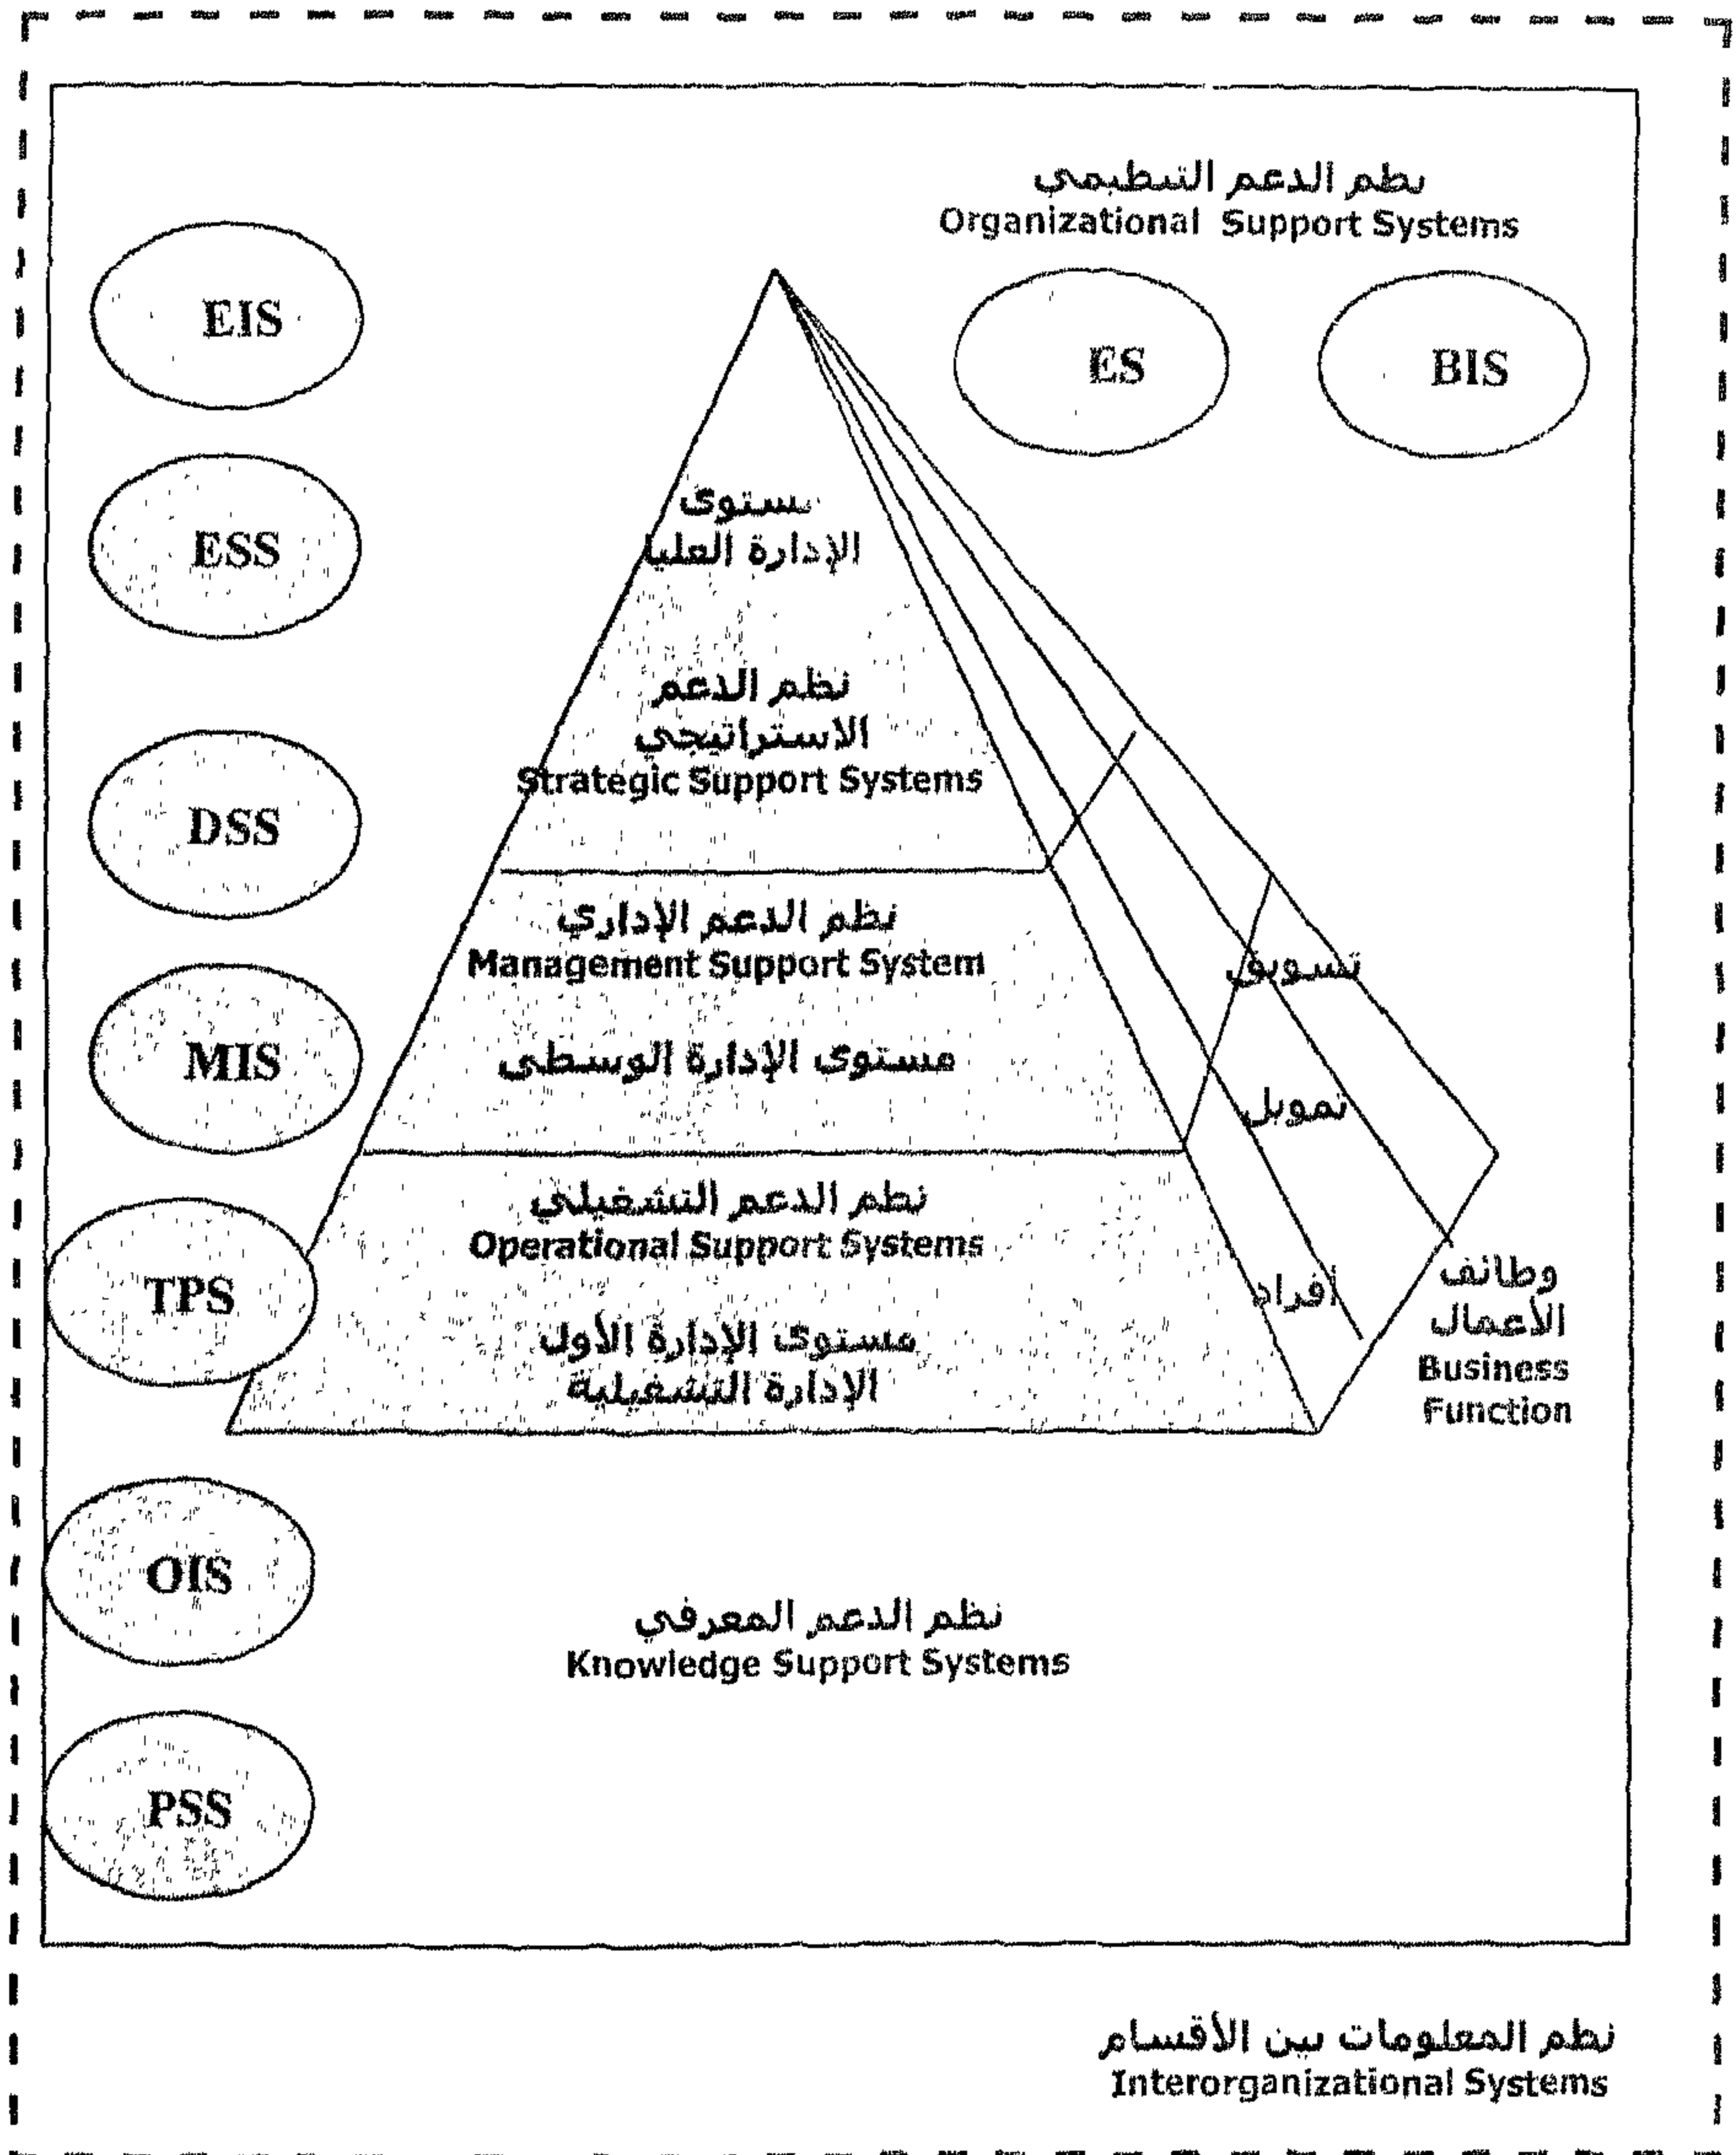 نظم الدعم التنظيمي
Organizational Support Systems
EIS
ES
BIS
ESS
مستوى
الإدارة العليا
نظم الدعم
الاستراتيجي
Strategic Support Systems
DSS
نظم الدعم الإداري
Management Support System
تسويق
MIS
مستوى الإدارة الوسطى
تمويل
نظم الدعم التشغيلي
Operational Support Systems
TPS
أفراد
وظائف
الأعمال
Business
Function
مستوى الإدارة الأول
الإدارة التشغيلية
OIS
نظم الدعم المعرفي
Knowledge Support Systems
PSS
نظم المعلومات بين الأقسام
Interorganizational Systems